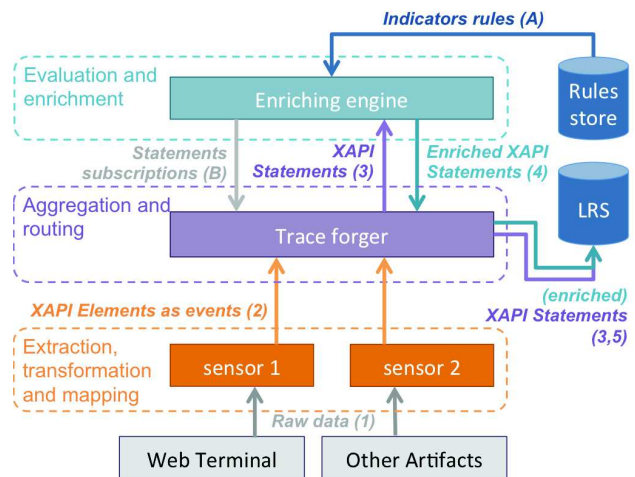 Indicators rules (A)
Evaluation and
enrichment
Enriching engine
Rules
store
Statements
subscriptions (B)
XAPI
Statements (3)
Enriched XAPI
Statements (4)
Aggregation and
routing
Trace forger
LRS
XAPI Elements as events (2)
(enriched)
XAPI Statements
(3,5)
Extraction,
transformation
and mapping
sensor 1
sensor 2
Raw data (1)
Web Terminal
Other Artifacts